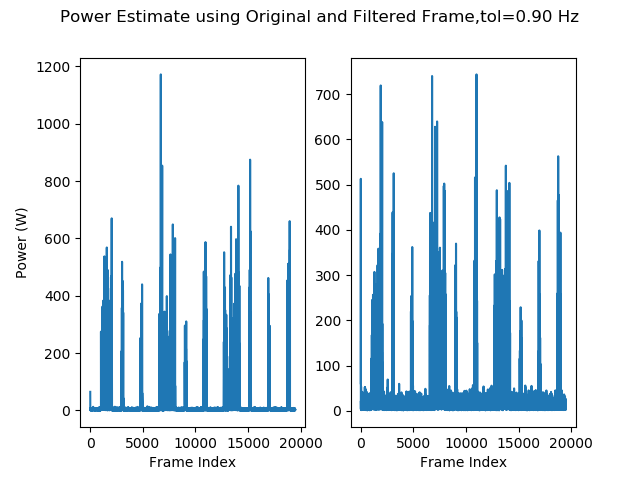 Power Estimate using Original and Filtered Frame,tol=0.90 Hz
Power (W)
1200
1000
800
600
400
200
0
0 5000 10000 15000 20000
Frame Index
700
600
500
400
300
200
100
0
0 5000 10000 15000 20000
Frame Index